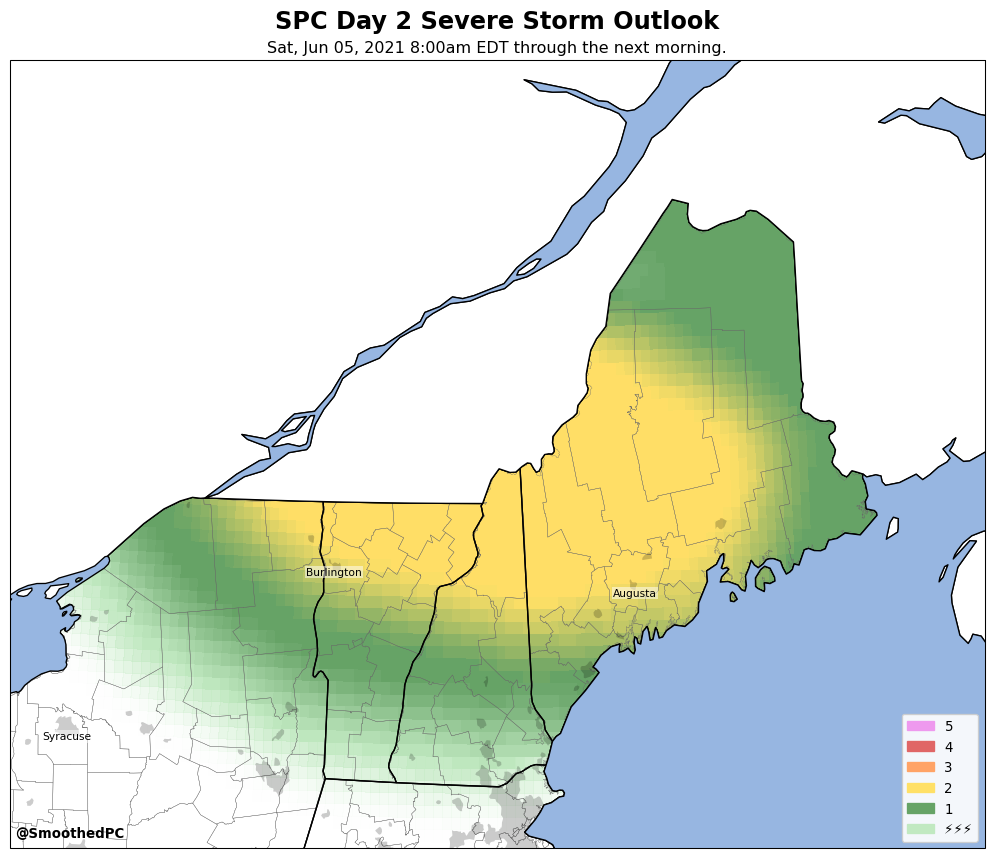 SPC Day 2 Severe Storm Outlook
Sat, Jun 05, 2021 8:00am EDT through the next morning.
Burlington
Augusta
Syracuse
5
4
3
2
1
⚡⚡⚡
@SmoothedPC